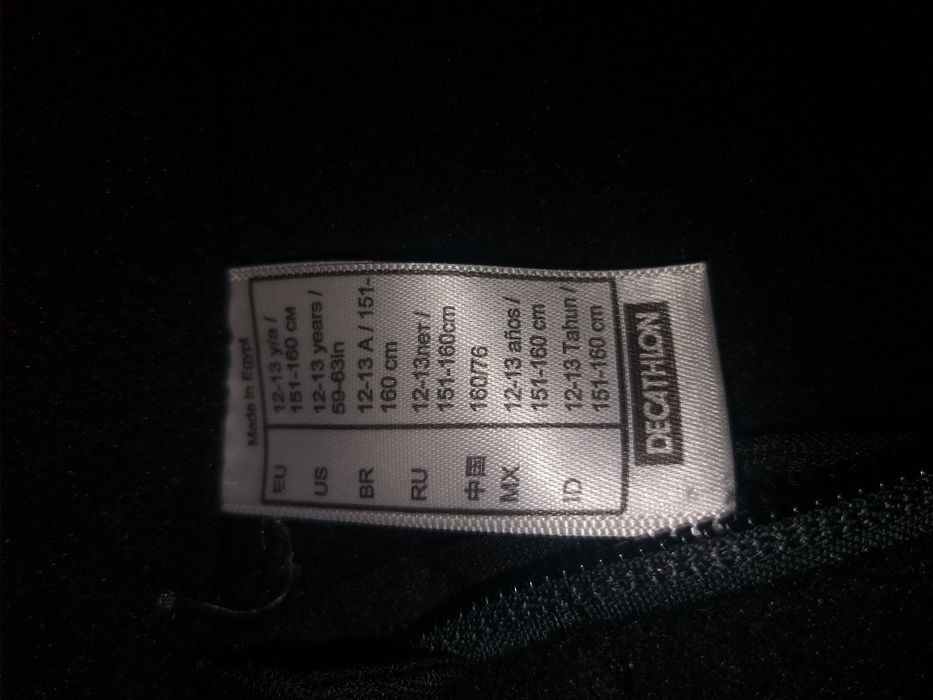 Made in Egypt
EU 12-13 y/a /
151-160 CM
US 12-13 years /
59-63in
BR 12-13 A / 151-
160 cm
RU 12-13лет /
151-160cm
中国 160/76
MX 12-13 años /
151-160 cm
ID 12-13 Tahun /
151-160 cm
DECATHLON